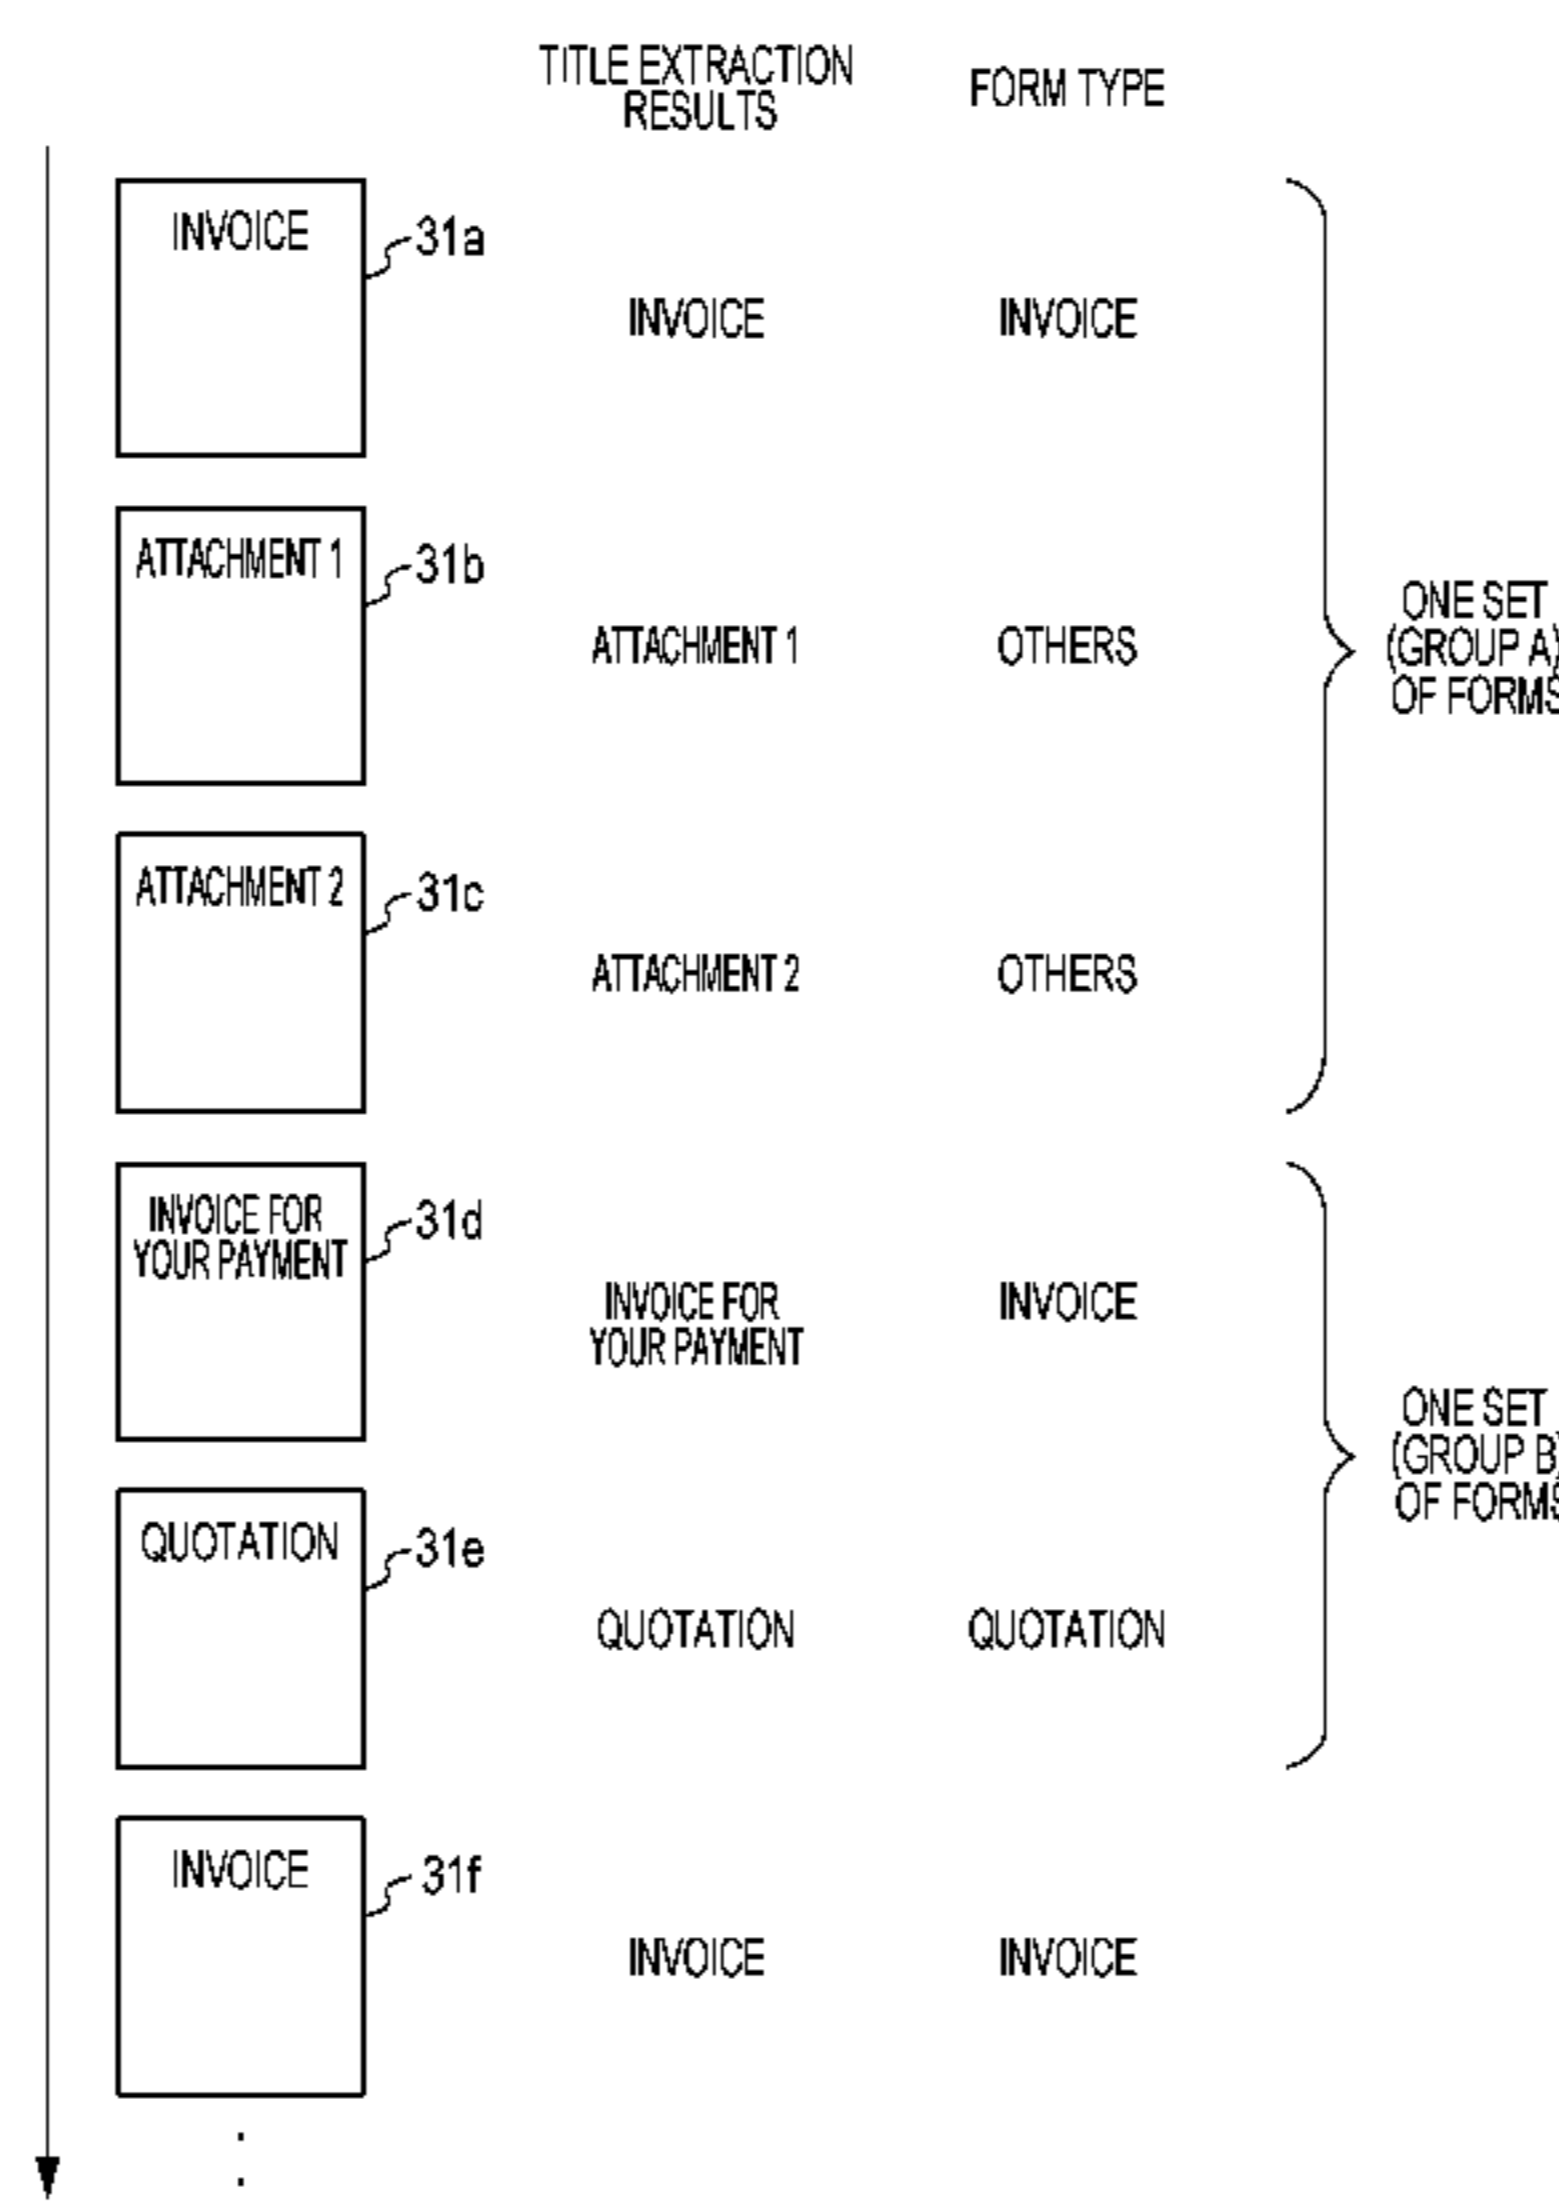 TITLE EXTRACTION
RESULTS
FORM TYPE
INVOICE
31a
INVOICE
INVOICE
ATTACHMENT 1
31b
ATTACHMENT 1
OTHERS
ONE SET
(GROUP A)
OF FORMS
ATTACHMENT 2
31c
ATTACHMENT 2
OTHERS
INVOICE FOR
YOUR PAYMENT
31d
INVOICE FOR
YOUR PAYMENT
INVOICE
ONE SET
(GROUP B)
OF FORMS
QUOTATION
31e
QUOTATION
QUOTATION
INVOICE
31f
INVOICE
INVOICE